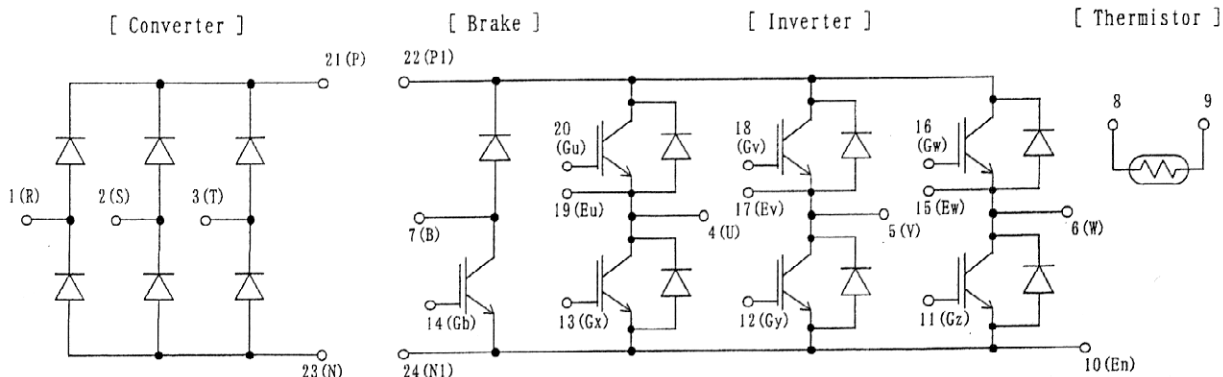 [ Converter ]
[ Brake ]
[ Inverter ]
[ Thermistor ]
21(P)
22(P1)
8
9
20
(Gu)
18
(Gv)
16
(Gw)
1(R)
2(S)
3(T)
19(Eu)
17(Ev)
15(Ew)
7(B)
4(U)
5(V)
6(W)
14(Gb)
13(Gx)
12(Gy)
11(Gz)
23(N)
24(N1)
10(En)